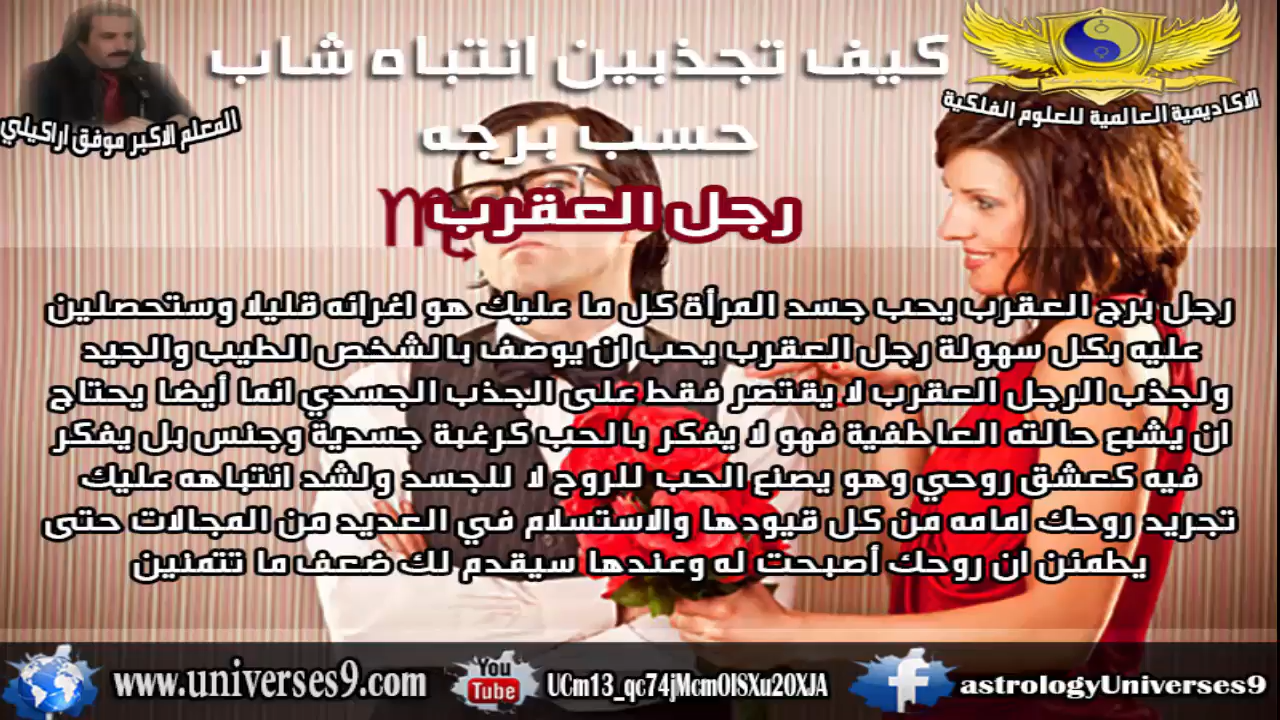 كيف تجذبين انتباه شاب
حسب برجه
رجل العقرب
الاكاديمية العالمية للعلوم الفلكية
المعلم الاكبر موفق اراكيلي
رجل برج العقرب يحب جسد المرأة كل ما عليك هو اغرائه قليلا وستحصلين
عليه بكل سهولة رجل العقرب يحب ان يوصف بالشخص الطيب والجيد
ولجذب الرجل العقرب لا يقتصر فقط على الجذب الجسدي انما أيضا يحتاج
ان يشبع حالته العاطفية فهو لا يفكر بالحب كرغبة جسدية وجنس بل يفكر
فيه كعشق روحي وهو يصنع الحب للروح لا للجسد ولشد انتباهه عليك
تجريد روحك امامه من كل قيودها والاستسلام في العديد من المجالات حتى
يطمئن ان روحك أصبحت له وعندها سيقدم لك ضعف ما تتمنين
www.universes9.com
You Tube
UCm13_qc74jMcmOlSXu20XJA
f
astrologyUniverses9